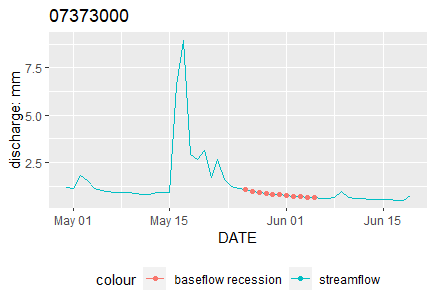 07373000
discharge: mm
7.5
5.0
2.5
May 01 May 15 Jun 01 Jun 15
DATE
colour baseflow recession streamflow